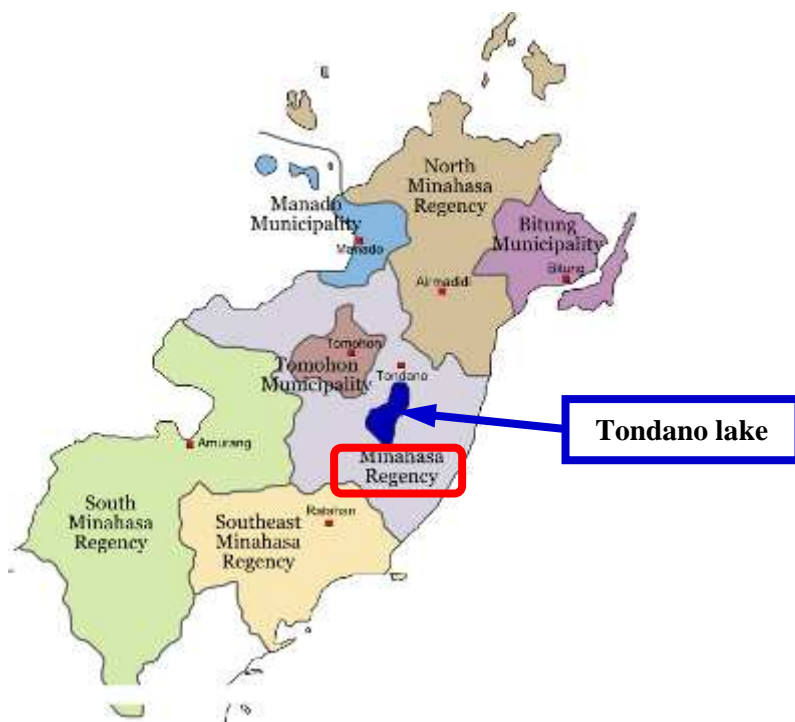 North
Minahasa
Regency
Manado
Municipality
Manado
Bitung
Municipality
Bitung
Airmadidi
Tomohon
Tomohon
Municipality
Tondano
Tondano lake
Minahasa
Regency
Amurang
South
Minahasa
Regency
Southeast
Minahasa
Regency
Ratahan